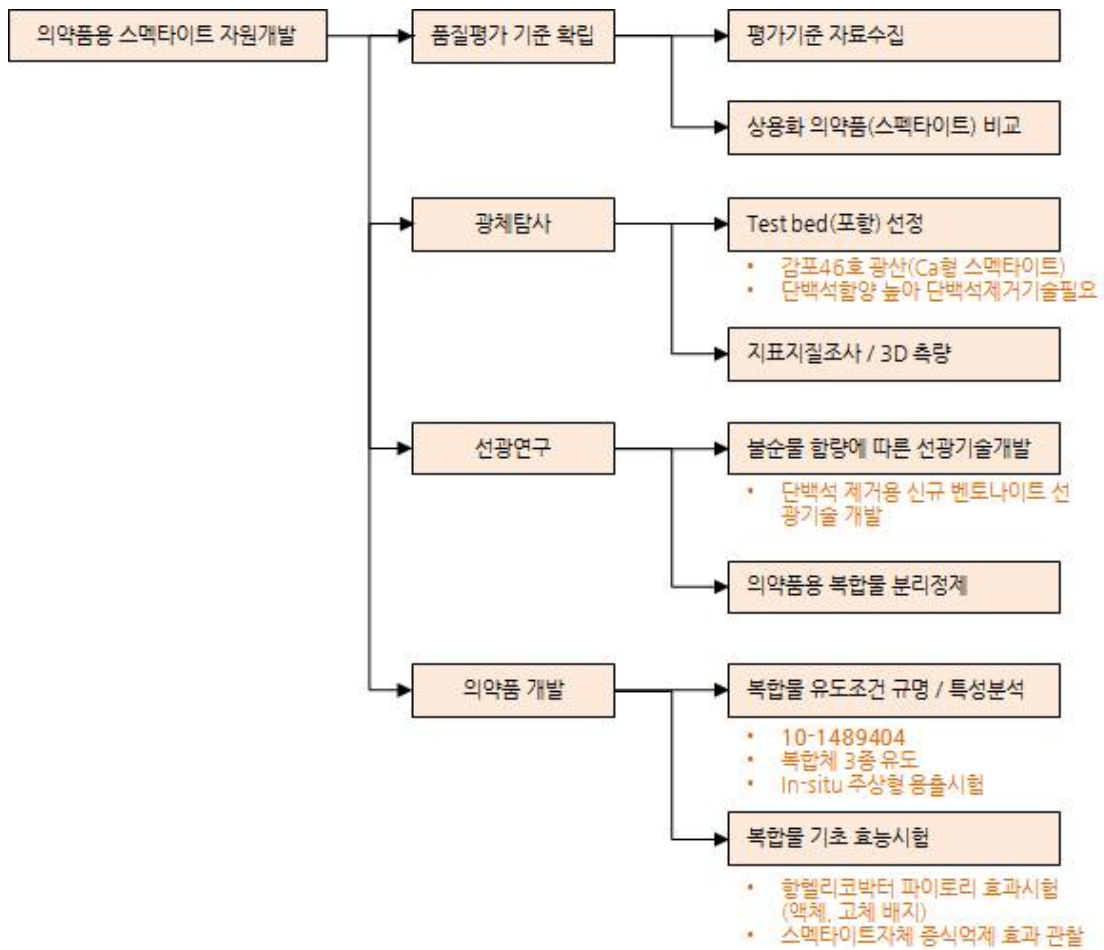 의약품용 스멕타이트 자원개발
품질평가 기준 확립
평가기준 자료수집
상용화 의약품(스펙타이트) 비교
광체탐사
Test bed(포항) 선정
• 감포46호 광산(Ca형 스멕타이트)
• 단백석함양 높아 단백석제거기술필요
지표지질조사 / 3D 측량
선광연구
불순물 함량에 따른 선광기술개발
• 단백석 제거용 신규 벤토나이트 선
광기술 개발
의약품용 복합물 분리정제
의약품 개발
복합물 유도조건 규명 / 특성분석
• 10-1489404
• 복합체 3종 유도
• In-situ 주상형 용출시험
복합물 기초 효능시험
• 항헬리코박터 파이로리 효과시험
(액체, 고체 배지)
• 스멕타이트자체 증식억제 효과 관찰